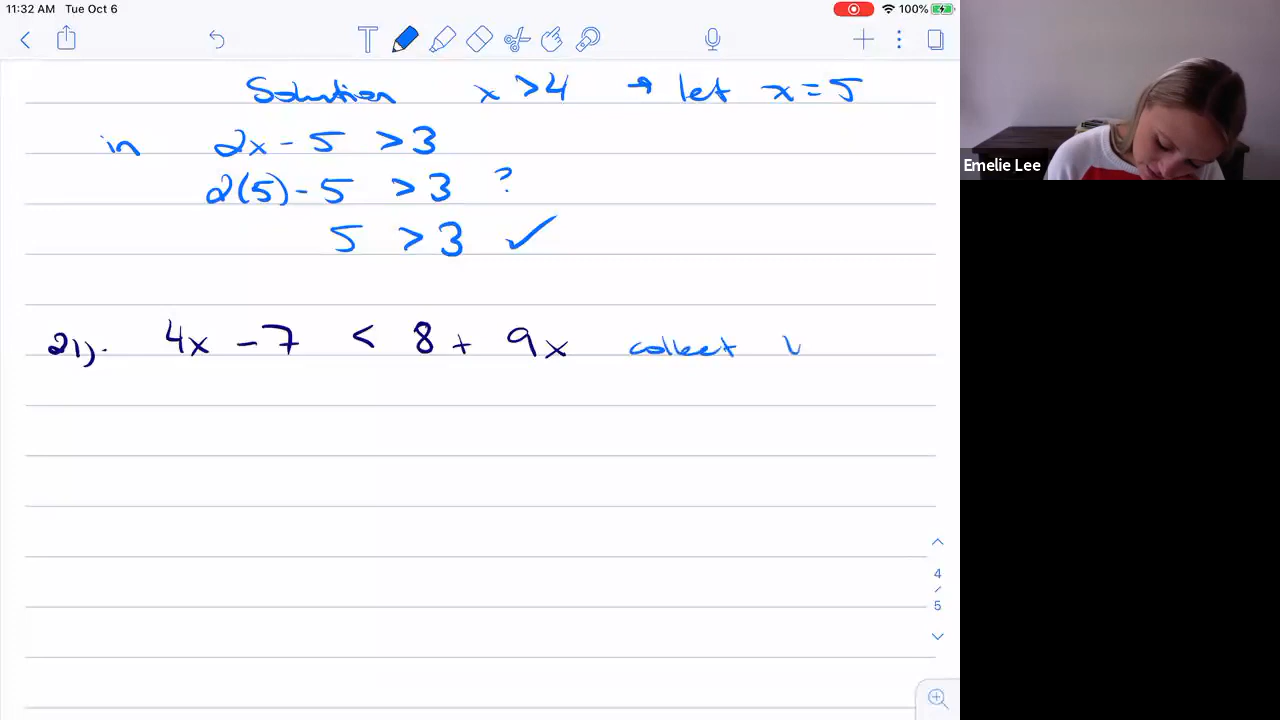 11:32 AM Tue Oct 6
100%
T
Solution x > 4 → let x = 5
in 2x - 5 > 3
2(5) - 5 > 3 ?
5 > 3 ✓
21). 4x - 7 < 8 + 9x collect
Emelie Lee
4
/
5